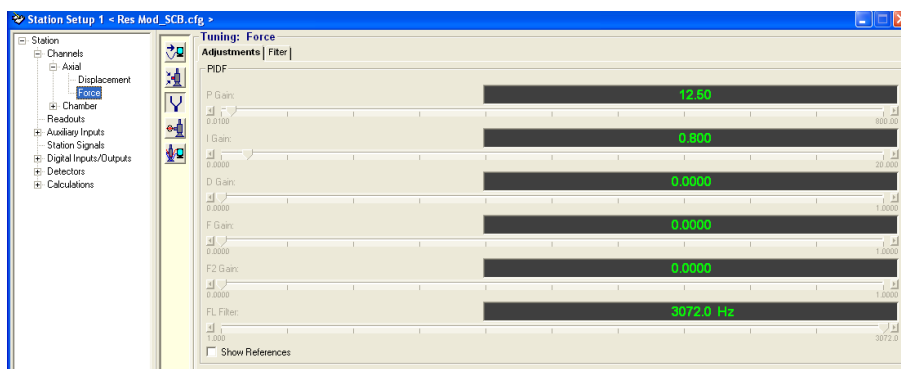 Station Setup 1 < Res Mod_SCB.cfg >
Station
Channels
Axial
Displacement
Force
Chamber
Readouts
Auxiliary Inputs
Station Signals
Digital Inputs/Outputs
Detectors
Calculations
Tuning: Force
Adjustments Filter
PIDF
P Gain: 12.50
0.0100 800.00
I Gain: 0.800
0.0000 20.000
D Gain: 0.0000
0.0000 1.0000
F Gain: 0.0000
0.0000 1.0000
F2 Gain: 0.0000
0.0000 1.0000
FL Filter: 3072.0 Hz
1.000 3072.0
Show References